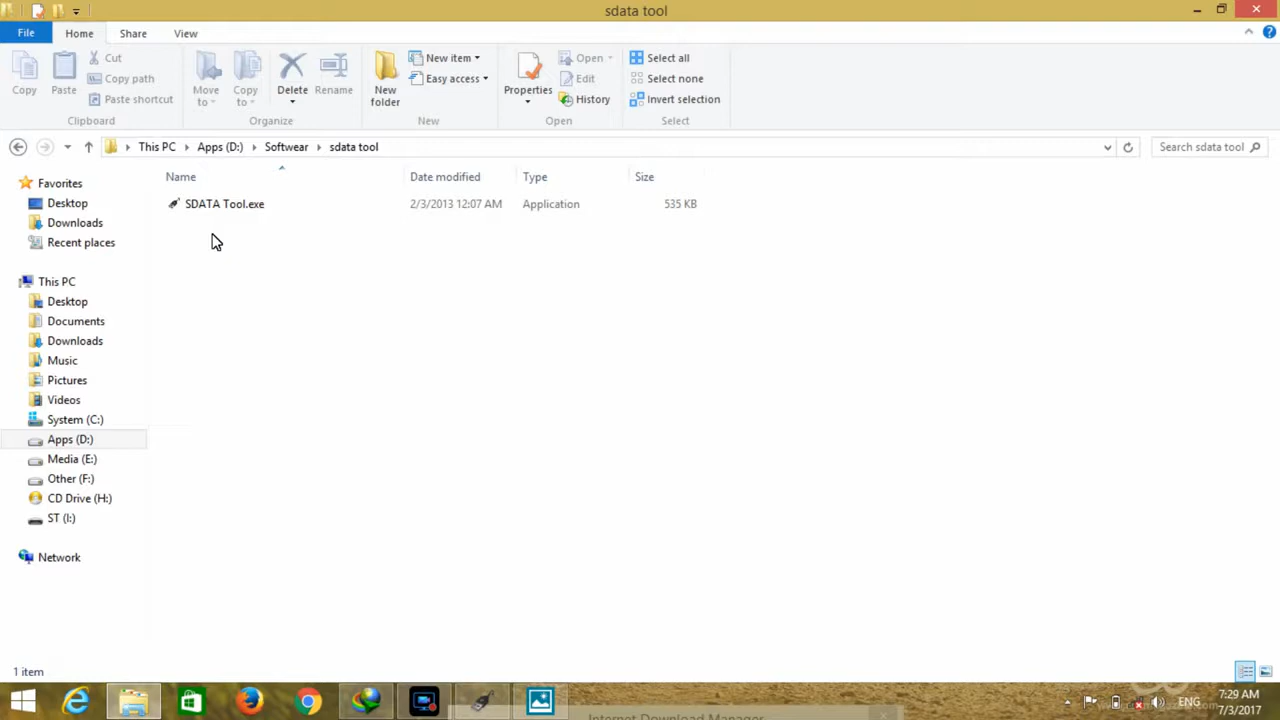 sdata tool
File Home Share View
Copy
Paste
Cut
Copy path
Paste shortcut
Clipboard
Move to
Copy to
Delete
Rename
Organize
New folder
New item
Easy access
New
Properties
Open
Edit
History
Open
Select all
Select none
Invert selection
Select
This PC Apps (D:) Softwear sdata tool
Search sdata tool
Name Date modified Type Size
SDATA Tool.exe 2/3/2013 12:07 AM Application 535 KB
Favorites
Desktop
Downloads
Recent places
This PC
Desktop
Documents
Downloads
Music
Pictures
Videos
System (C:)
Apps (D:)
Media (E:)
Other (F:)
CD Drive (H:)
ST (I:)
Network
1 item
Internet Download Manager
ENG
7:29 AM
7/3/2017